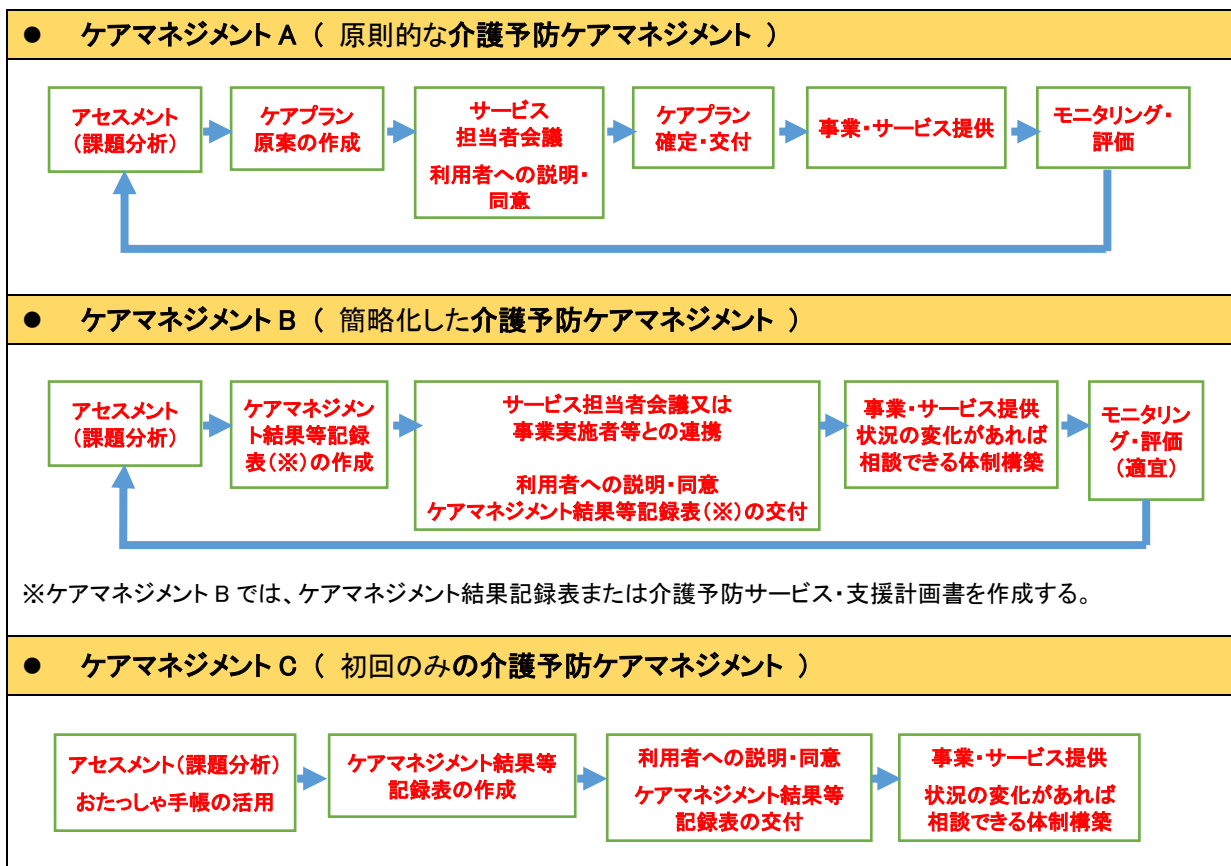 ● ケアマネジメント A ( 原則的な介護予防ケアマネジメント )
アセスメント
(課題分析)
ケアプラン
原案の作成
サービス
担当者会議
利用者への説明・
同意
ケアプラン
確定・交付
事業・サービス提供
モニタリング・
評価
● ケアマネジメント B ( 簡略化した介護予防ケアマネジメント )
アセスメント
(課題分析)
ケアマネジメン
ト結果等記録
表(※)の作成
サービス担当者会議又は
事業実施者等との連携
利用者への説明・同意
ケアマネジメント結果等記録表(※)の交付
事業・サービス提供
状況の変化があれば
相談できる体制構築
モニタリン
グ・評価
(適宜)
※ケアマネジメント B では、ケアマネジメント結果記録表または介護予防サービス・支援計画書を作成する。
● ケアマネジメント C ( 初回のみの介護予防ケアマネジメント )
アセスメント(課題分析)
おたっしゃ手帳の活用
ケアマネジメント結果等
記録表の作成
利用者への説明・同意
ケアマネジメント結果等
記録表の交付
事業・サービス提供
状況の変化があれば
相談できる体制構築